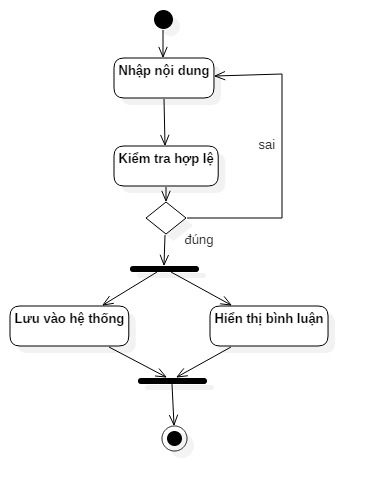 Nhập nội dung
Kiểm tra hợp lệ
sai
đúng
Lưu vào hệ thống
Hiển thị bình luận